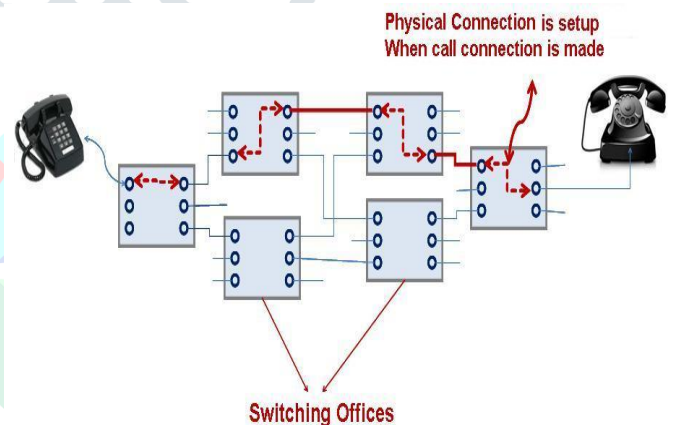 Physical Connection is setup
When call connection is made
Switching Offices